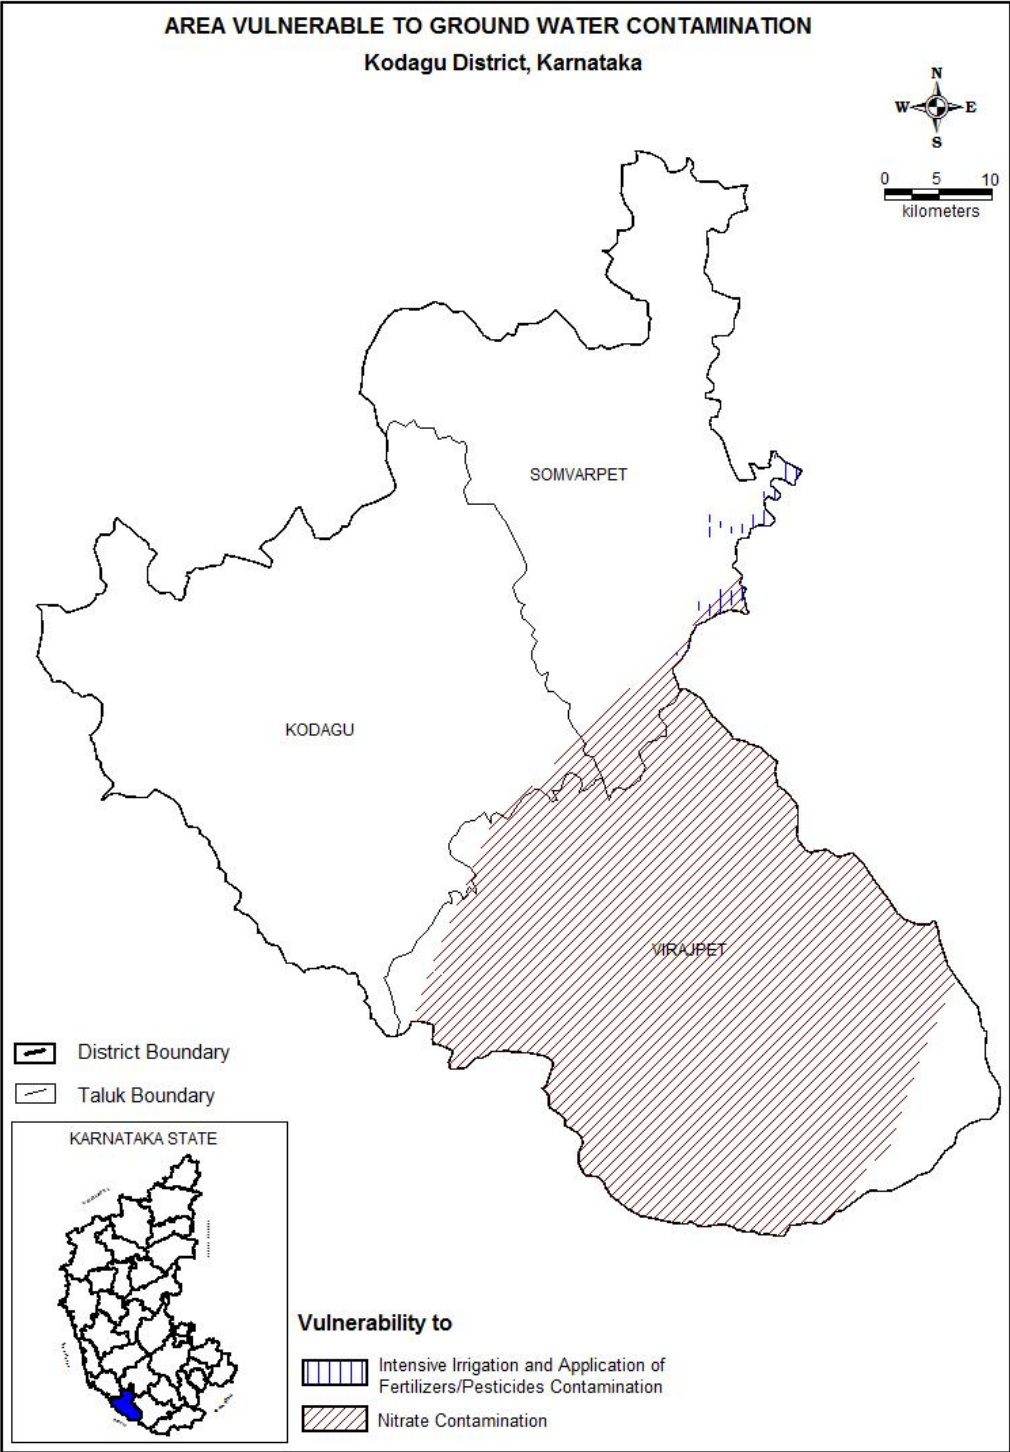 AREA VULNERABLE TO GROUND WATER CONTAMINATION
Kodagu District, Karnataka
N
W E
S
0 5 10
kilometers
SOMVARPET
KODAGU
VIRAJPET
District Boundary
Taluk Boundary
KARNATAKA STATE
Vulnerability to
Intensive Irrigation and Application of
Fertilizers/Pesticides Contamination
Nitrate Contamination